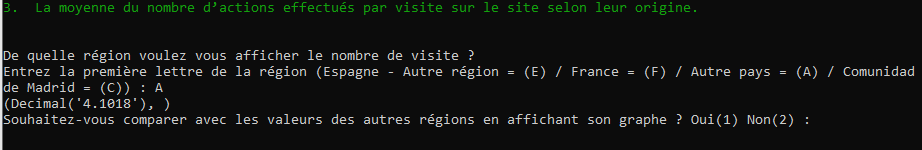 3.  La moyenne du nombre d'actions effectués par visite sur le site selon leur origine.
De quelle région voulez vous afficher le nombre de visite ?
Entrez la première lettre de la région (Espagne - Autre région = (E) / France = (F) / Autre pays = (A) / Comunidad
de Madrid = (C)) : A
(Decimal('4.1018'), )
Souhaitez-vous comparer avec les valeurs des autres régions en affichant son graphe ? Oui(1) Non(2) :